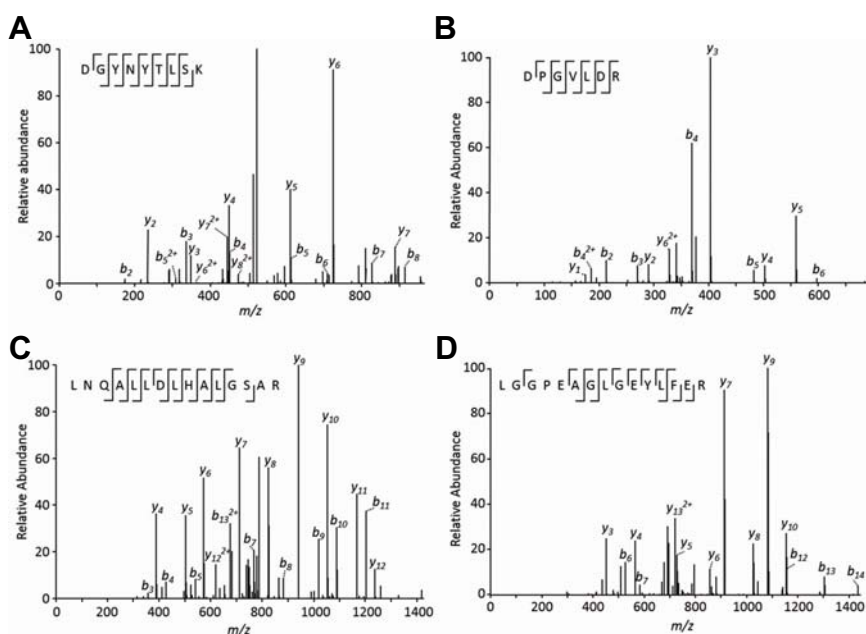 A
B
100
80
60
40
20
0
Relative abundance
D G Y N Y T L S K
y6
y2
y4
y5
y7 2+
b3
y3
b4
b5 2+
b2
y6 2+
y8 2+
b5
b6
b7
y7
b8
0 200 400 600 800
m/z
100
80
60
40
20
0
Relative Abundance
D P G V L D R
y3
b4
y5
y6 2+
b4 2+
b2
y1
b3
y2
b5
y4
b6
0 100 200 300 400 500 600
m/z
C
D
100
80
60
40
20
0
Relative Abundance
L N Q A L L D L H A L G S A R
y9
y10
y7
y8
y6
y4
y5
b13 2+
y11
b11
b10
b9
b7
y12 2+
b3
b4
b5
b8
y12
0 200 400 600 800 1000 1200 1400
m/z
100
80
60
40
20
0
Relative Abundance
L G G P E A G L G E Y L F E R
y9
y7
y13 2+
y3
y4
b6
b7
y5
y6
y8
y10
b12
b13
b14
0 200 400 600 800 1000 1200 1400
m/z